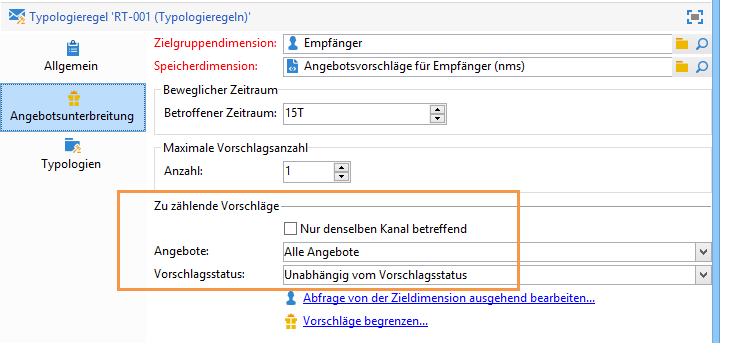 Typologieregel 'RT-001 (Typologieregeln)'
Allgemein
Angebotsunterbreitung
Typologien
Zielgruppendimension: Empfänger
Speicherdimension: Angebotsvorschläge für Empfänger (nms)
Beweglicher Zeitraum
Betroffener Zeitraum: 15T
Maximale Vorschlagsanzahl
Anzahl: 1
Zu zählende Vorschläge
Nur denselben Kanal betreffend
Angebote: Alle Angebote
Vorschlagsstatus: Unabhängig vom Vorschlagsstatus
Abfrage von der Zieldimension ausgehend bearbeiten...
Vorschläge begrenzen...